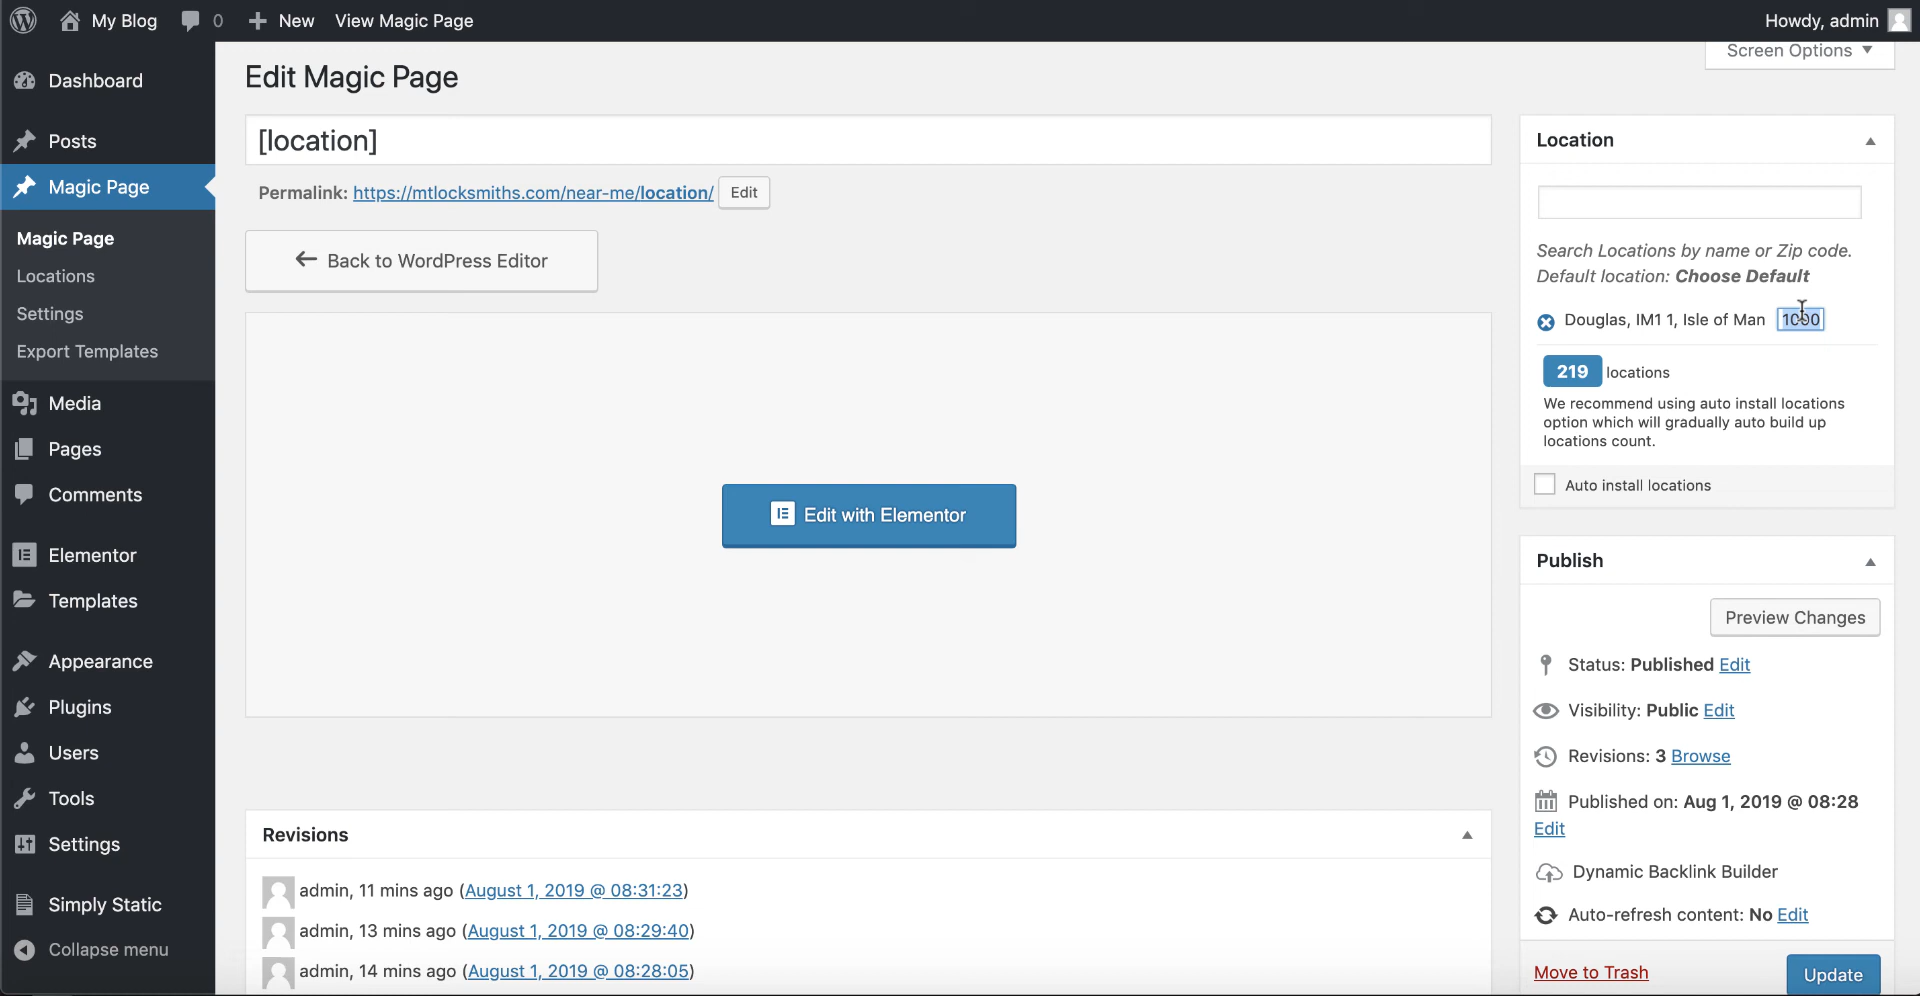 My Blog 0 New View Magic Page Howdy, admin
Screen Options
Dashboard
Posts
Magic Page
Magic Page
Locations
Settings
Export Templates
Media
Pages
Comments
Elementor
Templates
Appearance
Plugins
Users
Tools
Settings
Simply Static
Collapse menu
Edit Magic Page
[location]
Permalink: https://mtlocksmiths.com/near-me/location/ Edit
Back to WordPress Editor
Edit with Elementor
Revisions
admin, 11 mins ago (August 1, 2019 @ 08:31:23)
admin, 13 mins ago (August 1, 2019 @ 08:29:40)
admin, 14 mins ago (August 1, 2019 @ 08:28:05)
Location
Search Locations by name or Zip code.
Default location: Choose Default
Douglas, IM1 1, Isle of Man 1000
219 locations
We recommend using auto install locations
option which will gradually auto build up
locations count.
Auto install locations
Publish
Preview Changes
Status: Published Edit
Visibility: Public Edit
Revisions: 3 Browse
Published on: Aug 1, 2019 @ 08:28
Edit
Dynamic Backlink Builder
Auto-refresh content: No Edit
Move to Trash Update